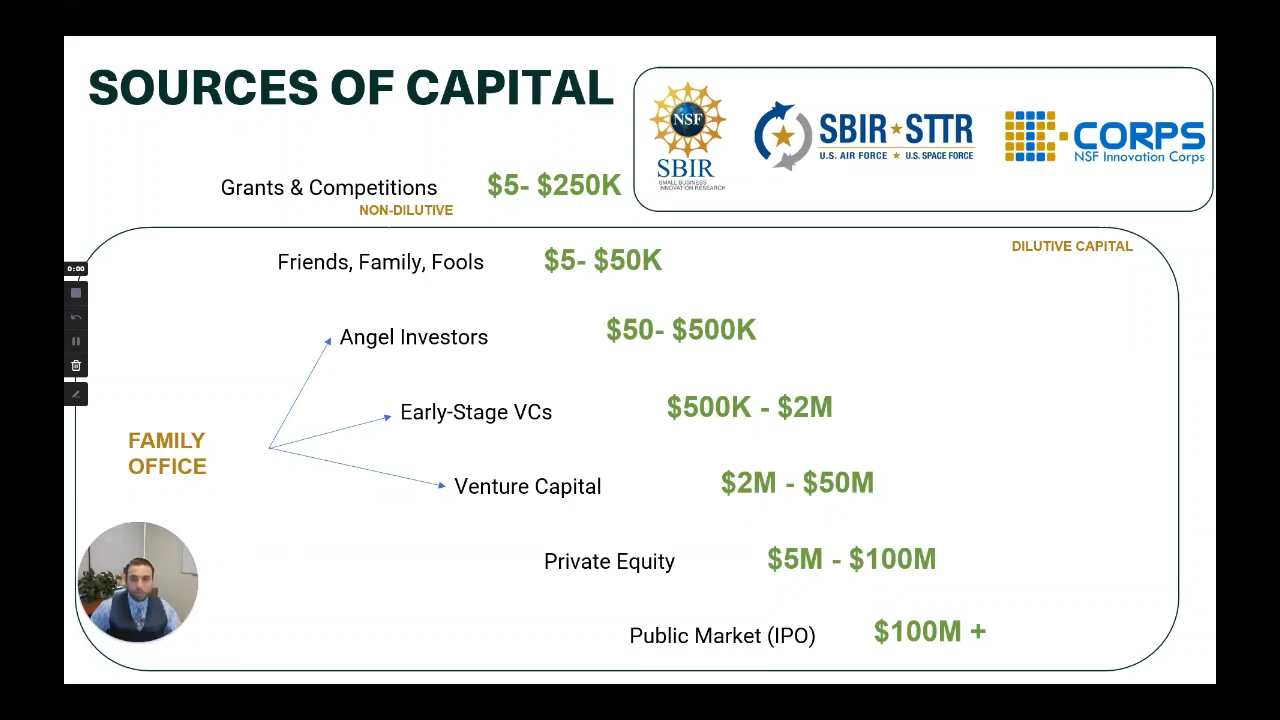 SOURCES OF CAPITAL
NSF
SBIR
SMALL BUSINESS
INNOVATION RESEARCH
SBIR STTR
U.S. AIR FORCE U.S. SPACE FORCE
CORPS
NSF Innovation Corps
Grants & Competitions $5- $250K
NON-DILUTIVE
DILUTIVE CAPITAL
Friends, Family, Fools $5- $50K
0:00
Angel Investors $50- $500K
Early-Stage VCs $500K - $2M
FAMILY
OFFICE
Venture Capital $2M - $50M
Private Equity $5M - $100M
Public Market (IPO) $100M +